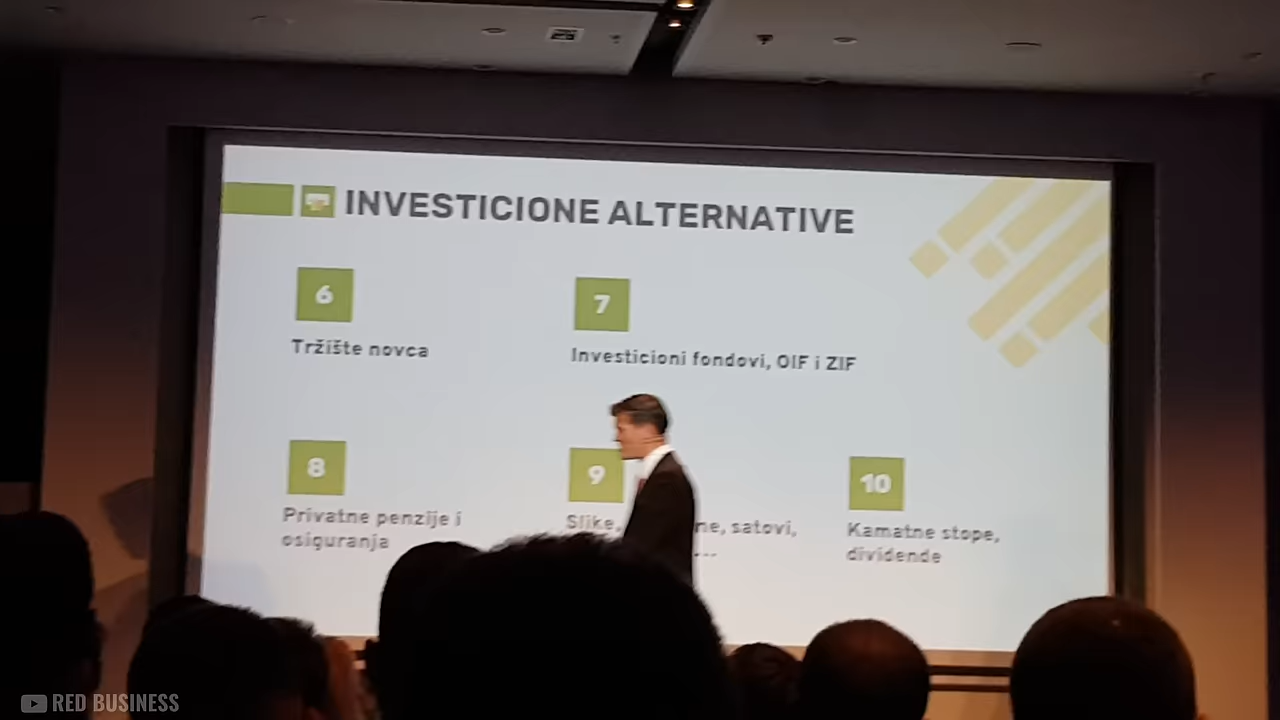 INVESTICIONE ALTERNATIVE
6
Tržište novca
7
Investicioni fondovi, OIF i ZIF
8
Privatne penzije i
osiguranja
9
Slike, satovi,
...
10
Kamatne stope,
dividende
RED BUSINESS